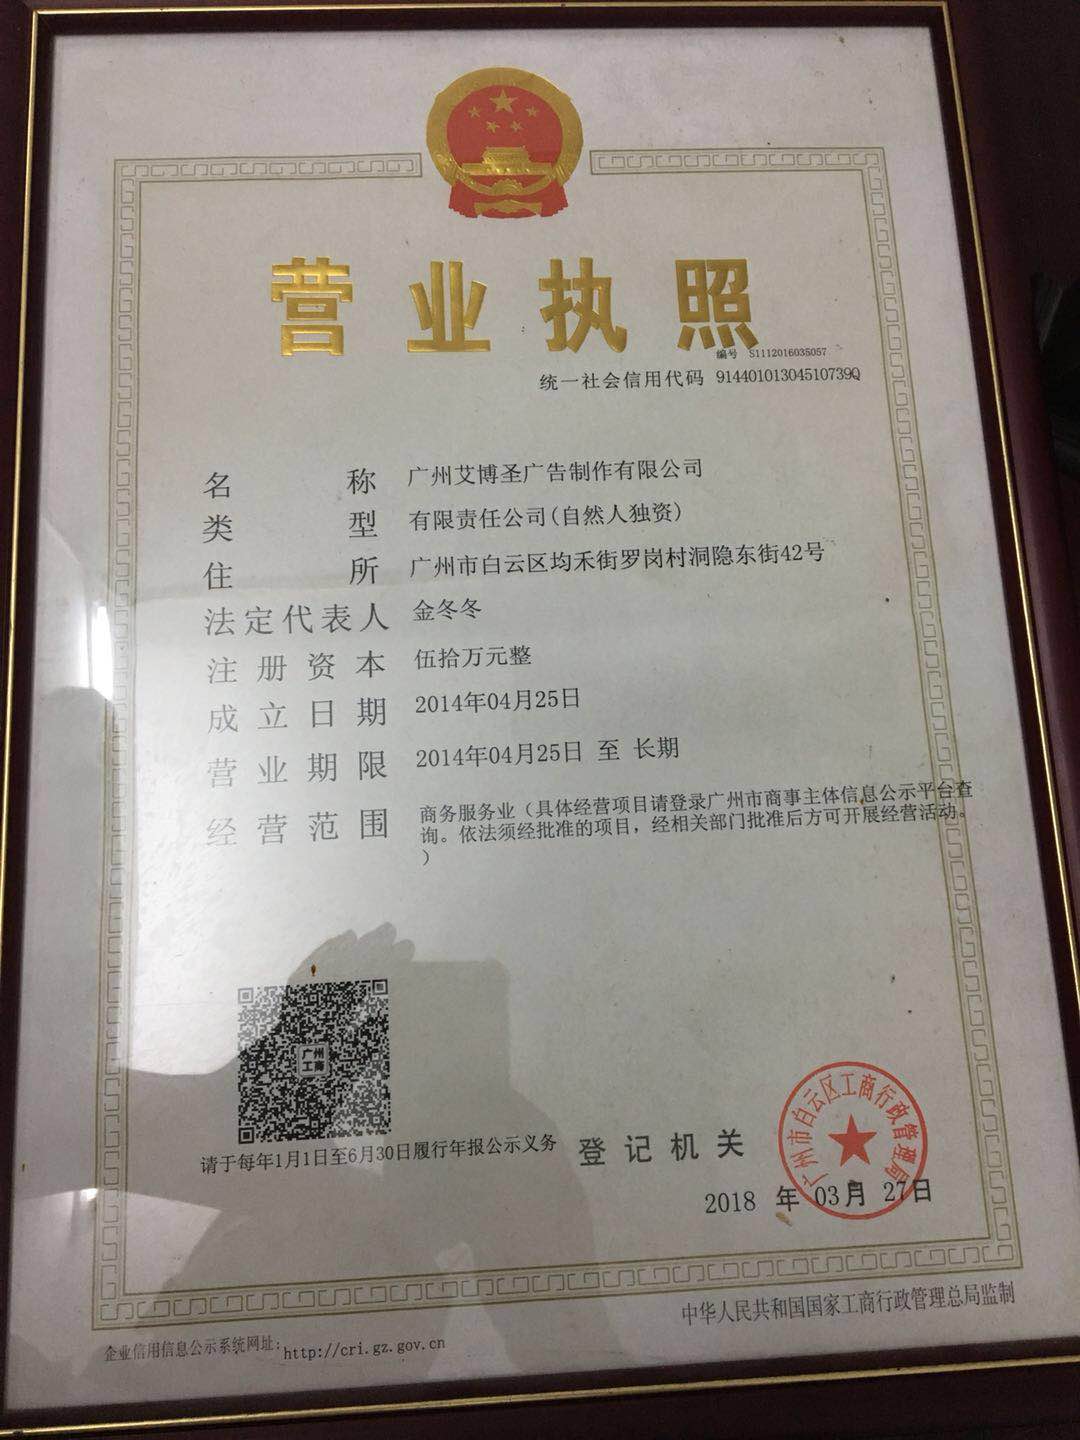 营业执照
编号 S1112016035057
统一社会信用代码 91440101304510739Q
名称 广州艾博圣广告制作有限公司
类型 有限责任公司(自然人独资)
住所 广州市白云区均禾街罗岗村洞隐东街42号
法定代表人 金冬冬
注册资本 伍拾万元整
成立日期 2014年04月25日
营业期限 2014年04月25日 至 长期
经营范围 商务服务业（具体经营项目请登录广州市商事主体信息公示平台查
询。依法须经批准的项目，经相关部门批准后方可开展经营活动。
）
广州
工商
请于每年1月1日至6月30日履行年报公示义务
登记机关
广州市白云区工商行政管理局
2018 年 03月 27日
企业信用信息公示系统网址: http://cri.gz.gov.cn
中华人民共和国国家工商行政管理总局监制